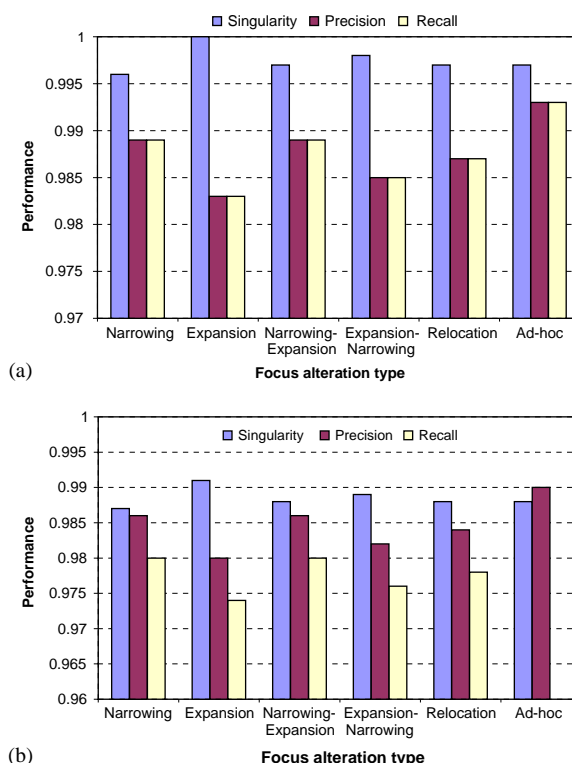 Singularity Precision Recall
1
0.995
0.99
0.985
0.98
0.975
0.97
Performance
Narrowing Expansion Narrowing-Expansion Expansion-Narrowing Relocation Ad-hoc
(a)
Focus alteration type
1
Singularity Precision Recall
0.995
0.99
0.985
0.98
0.975
0.97
0.965
0.96
Performance
Narrowing Expansion Narrowing-Expansion Expansion-Narrowing Relocation Ad-hoc
(b)
Focus alteration type